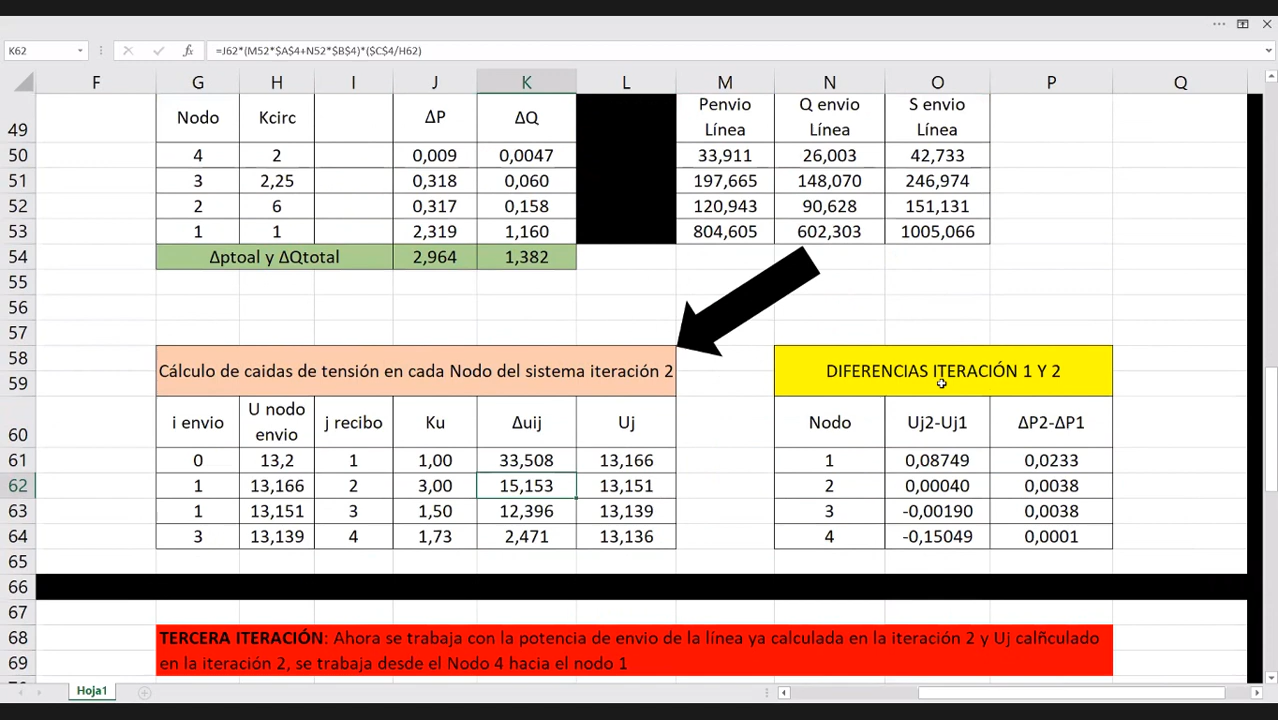 K62 fx =J62*(M52*$A$4+N52*$B$4)*($C$4/H62)
F G H I J K L M N O P Q
49 Nodo Kcirc ΔP ΔQ Penvio Línea Q envio Línea S envio Línea
50 4 2 0,009 0,0047 33,911 26,003 42,733
51 3 2,25 0,318 0,060 197,665 148,070 246,974
52 2 6 0,317 0,158 120,943 90,628 151,131
53 1 1 2,319 1,160 804,605 602,303 1005,066
54 Δptoal y ΔQtotal 2,964 1,382
55
56
57
58 Cálculo de caidas de tensión en cada Nodo del sistema iteración 2 DIFERENCIAS ITERACIÓN 1 Y 2
59
60 i envio U nodo envio j recibo Ku Δuij Uj Nodo Uj2-Uj1 ΔP2-ΔP1
61 0 13,2 1 1,00 33,508 13,166 1 0,08749 0,0233
62 1 13,166 2 3,00 15,153 13,151 2 0,00040 0,0038
63 1 13,151 3 1,50 12,396 13,139 3 -0,00190 0,0038
64 3 13,139 4 1,73 2,471 13,136 4 -0,15049 0,0001
65
66
67
68 TERCERA ITERACIÓN: Ahora se trabaja con la potencia de envio de la línea ya calculada en la iteración 2 y Uj calñculado
69 en la iteración 2, se trabaja desde el Nodo 4 hacia el nodo 1
Hoja1